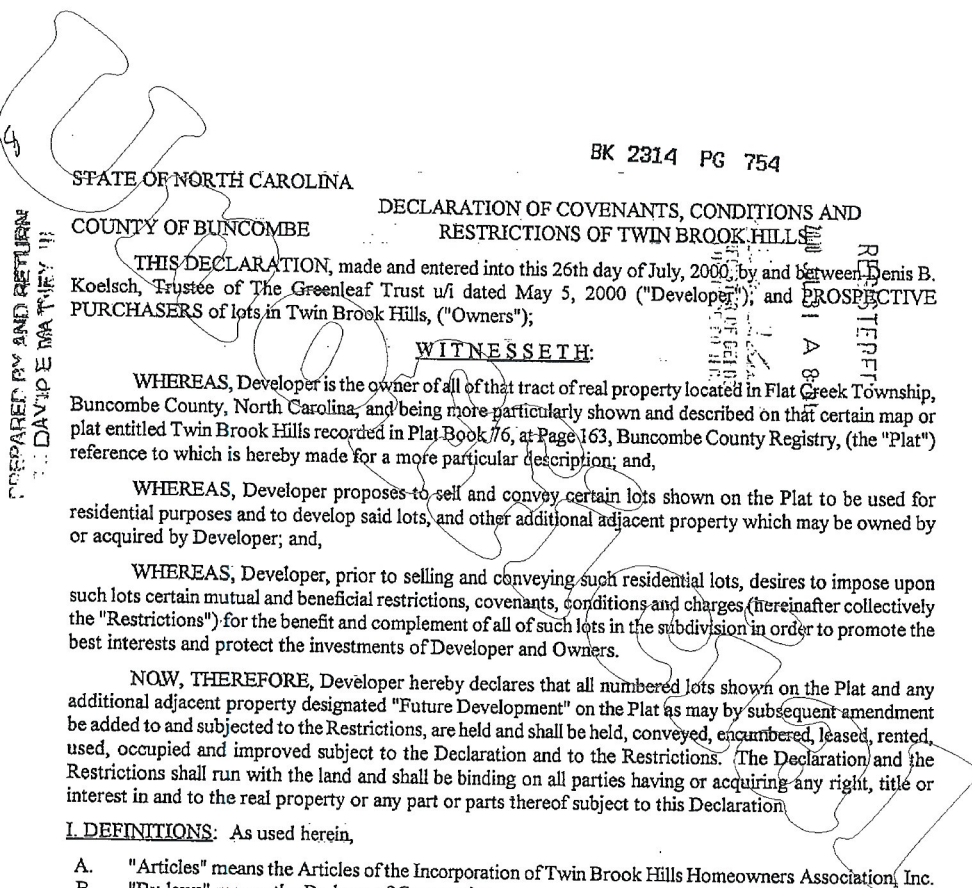 BK 2314 PG 754
STATE OF NORTH CAROLINA
COUNTY OF BUNCOMBE
DECLARATION OF COVENANTS, CONDITIONS AND
RESTRICTIONS OF TWIN BROOK HILLS
THIS DECLARATION, made and entered into this 26th day of July, 2000, by and between Denis B.
Koelsch, Trustee of The Greenleaf Trust u/i dated May 5, 2000 ("Developer"); and PROSPECTIVE
PURCHASERS of lots in Twin Brook Hills, ("Owners");
WITNESSETH:
WHEREAS, Developer is the owner of all of that tract of real property located in Flat Creek Township,
Buncombe County, North Carolina, and being more particularly shown and described on that certain map or
plat entitled Twin Brook Hills recorded in Plat Book 76, at Page 163, Buncombe County Registry, (the "Plat")
reference to which is hereby made for a more particular description; and,
WHEREAS, Developer proposes to sell and convey certain lots shown on the Plat to be used for
residential purposes and to develop said lots, and other additional adjacent property which may be owned by
or acquired by Developer; and,
WHEREAS, Developer, prior to selling and conveying such residential lots, desires to impose upon
such lots certain mutual and beneficial restrictions, covenants, conditions and charges (hereinafter collectively
the "Restrictions") for the benefit and complement of all of such lots in the subdivision in order to promote the
best interests and protect the investments of Developer and Owners.
NOW, THEREFORE, Developer hereby declares that all numbered lots shown on the Plat and any
additional adjacent property designated "Future Development" on the Plat as may by subsequent amendment
be added to and subjected to the Restrictions, are held and shall be held, conveyed, encumbered, leased, rented,
used, occupied and improved subject to the Declaration and to the Restrictions. The Declaration and the
Restrictions shall run with the land and shall be binding on all parties having or acquiring any right, title or
interest in and to the real property or any part or parts thereof subject to this Declaration
I. DEFINITIONS: As used herein,
A. "Articles" means the Articles of the Incorporation of Twin Brook Hills Homeowners Association, Inc.
PREPARED BY AND RETURN
DAVID E MATNEY III
REGISTERED
Unofficial